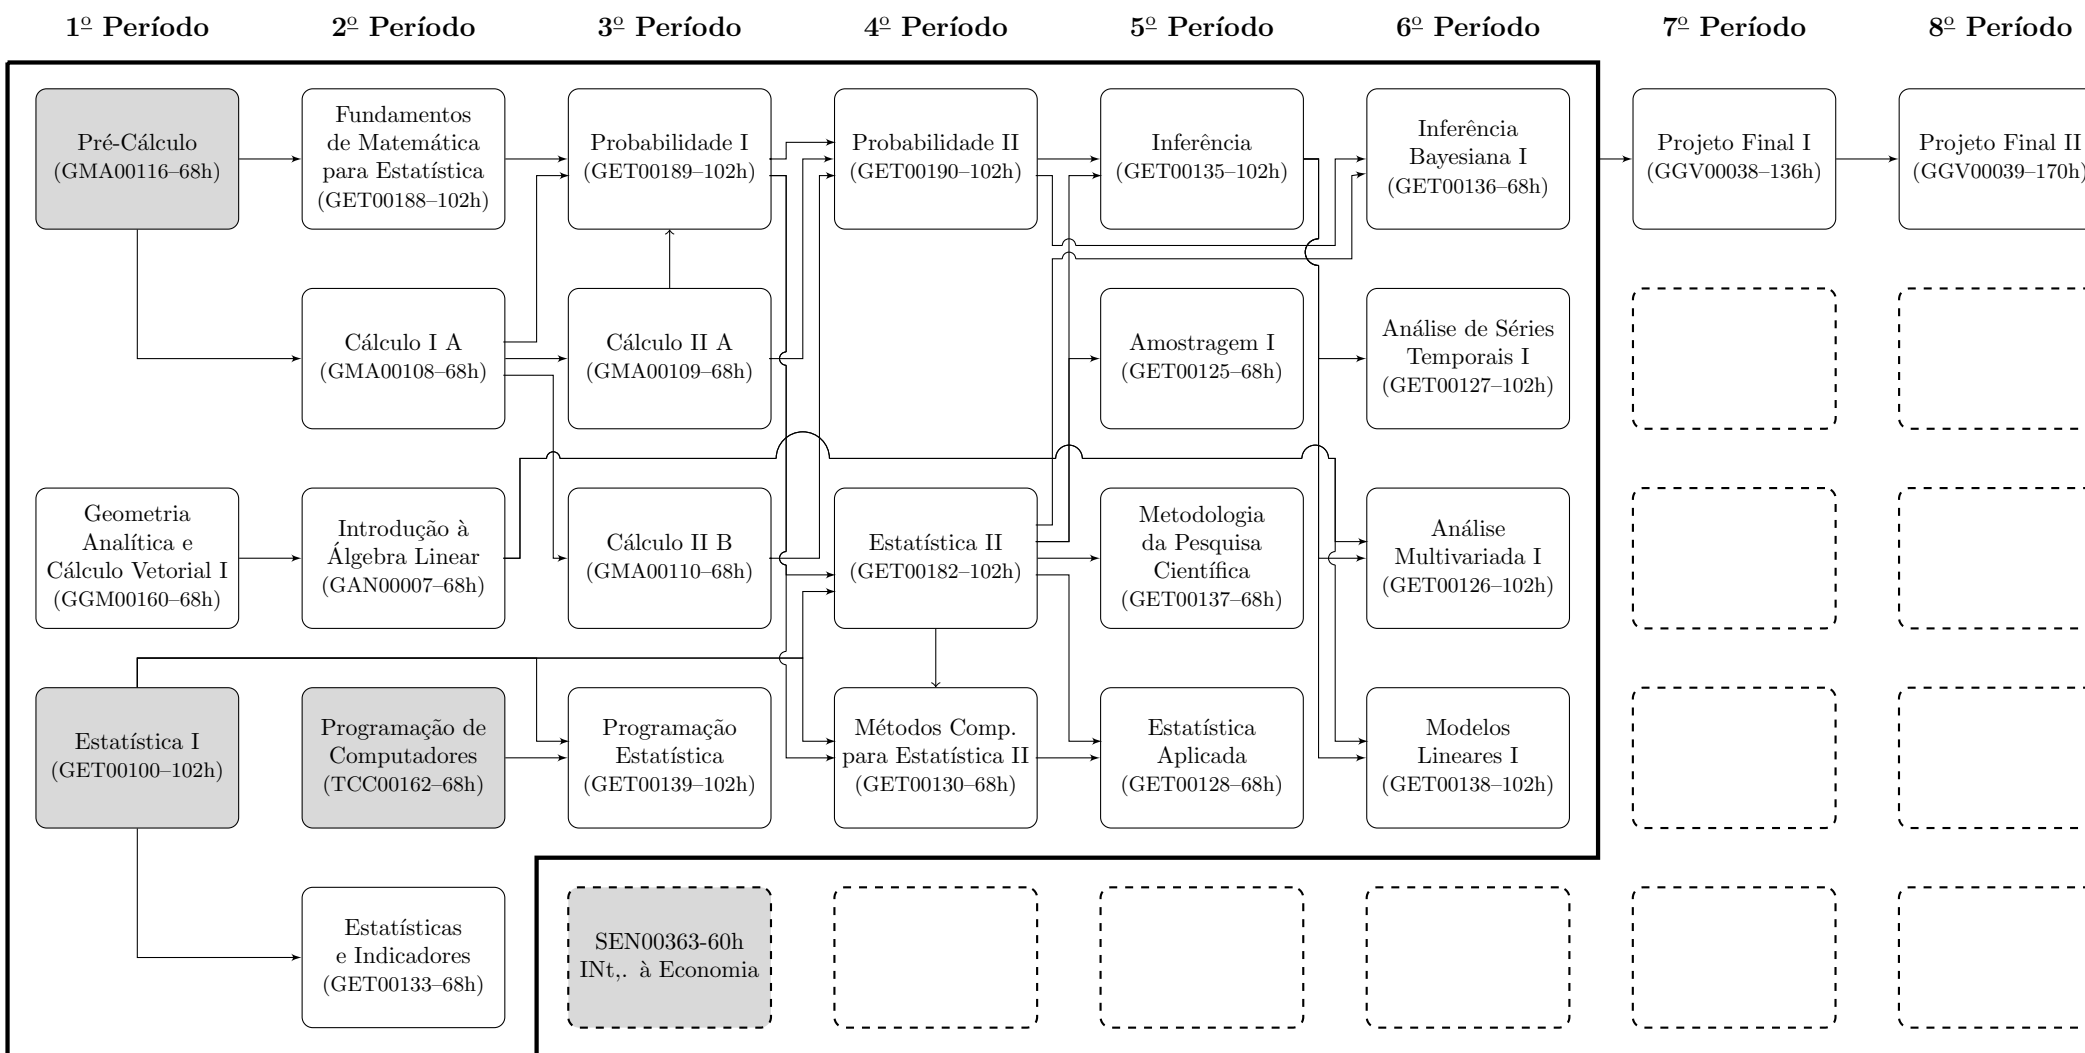 1º Período
2º Período
3º Período
4º Período
5º Período
6º Período
7º Período
8º Período
Pré-Cálculo
(GMA00116–68h)
Fundamentos
de Matemática
para Estatística
(GET00188–102h)
Probabilidade I
(GET00189–102h)
Probabilidade II
(GET00190–102h)
Inferência
(GET00135–102h)
Inferência
Bayesiana I
(GET00136–68h)
Projeto Final I
(GGV00038–136h)
Projeto Final II
(GGV00039–170h)
Cálculo I A
(GMA00108–68h)
Cálculo II A
(GMA00109–68h)
Amostragem I
(GET00125–68h)
Análise de Séries
Temporais I
(GET00127–102h)
Geometria
Analítica e
Cálculo Vetorial I
(GGM00160–68h)
Introdução à
Álgebra Linear
(GAN00007–68h)
Cálculo II B
(GMA00110–68h)
Estatística II
(GET00182–102h)
Metodologia
da Pesquisa
Científica
(GET00137–68h)
Análise
Multivariada I
(GET00126–102h)
Estatística I
(GET00100–102h)
Programação de
Computadores
(TCC00162–68h)
Programação
Estatística
(GET00139–102h)
Métodos Comp.
para Estatística II
(GET00130–68h)
Estatística
Aplicada
(GET00128–68h)
Modelos
Lineares I
(GET00138–102h)
Estatísticas
e Indicadores
(GET00133–68h)
SEN00363-60h
INt,. à Economia